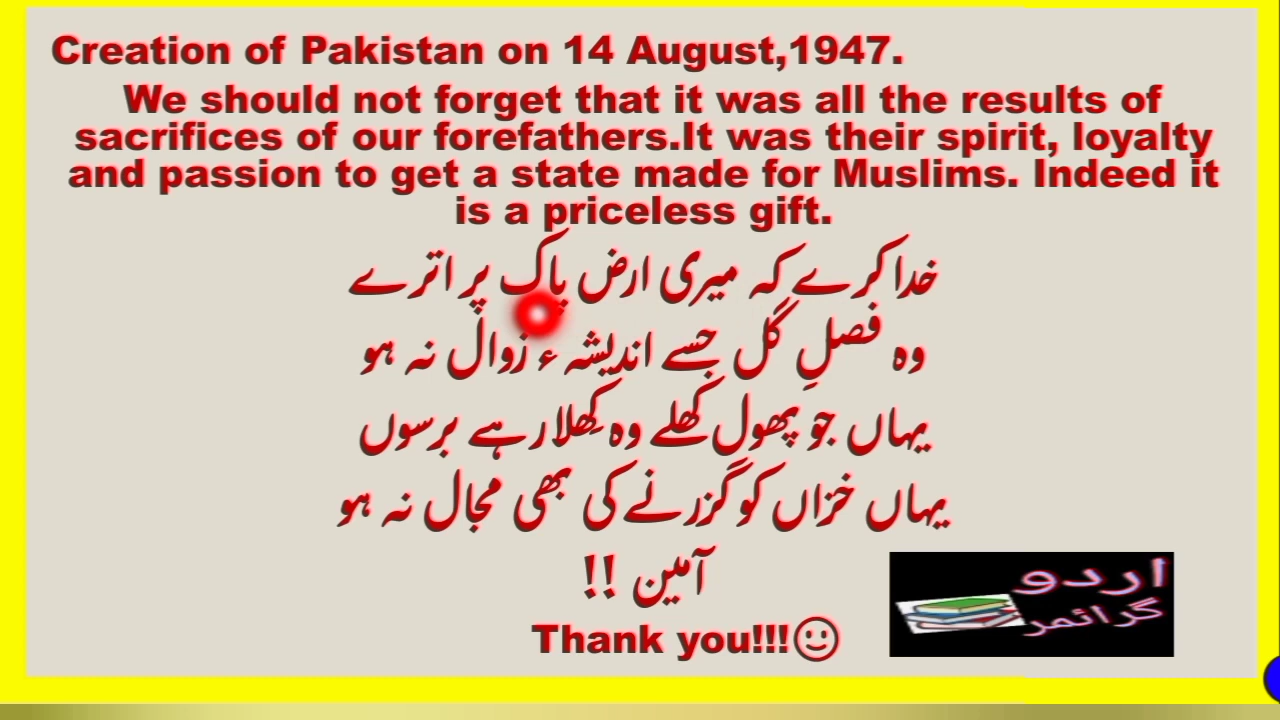 Creation of Pakistan on 14 August,1947.
We should not forget that it was all the results of
sacrifices of our forefathers.It was their spirit, loyalty
and passion to get a state made for Muslims. Indeed it
is a priceless gift.
خدا کرے کہ میری ارض پاک پر اترے
وہ فصلِ گل جسے اندیشہ ء زوال نہ ہو
یہاں جو پھول کھلے وہ کِھلا رہے برسوں
یہاں خزاں کو گزرنے کی بھی مجال نہ ہو
آمین !!
Thank you!!!☺
اردو
گرائمر